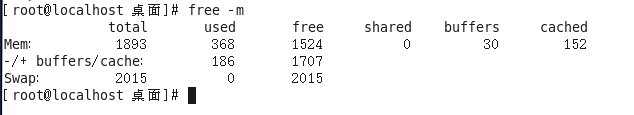 [root@localhost 桌面]# free -m
total used free shared buffers cached
Mem: 1893 368 1524 0 30 152
-/+ buffers/cache: 186 1707
Swap: 2015 0 2015
[root@localhost 桌面]#